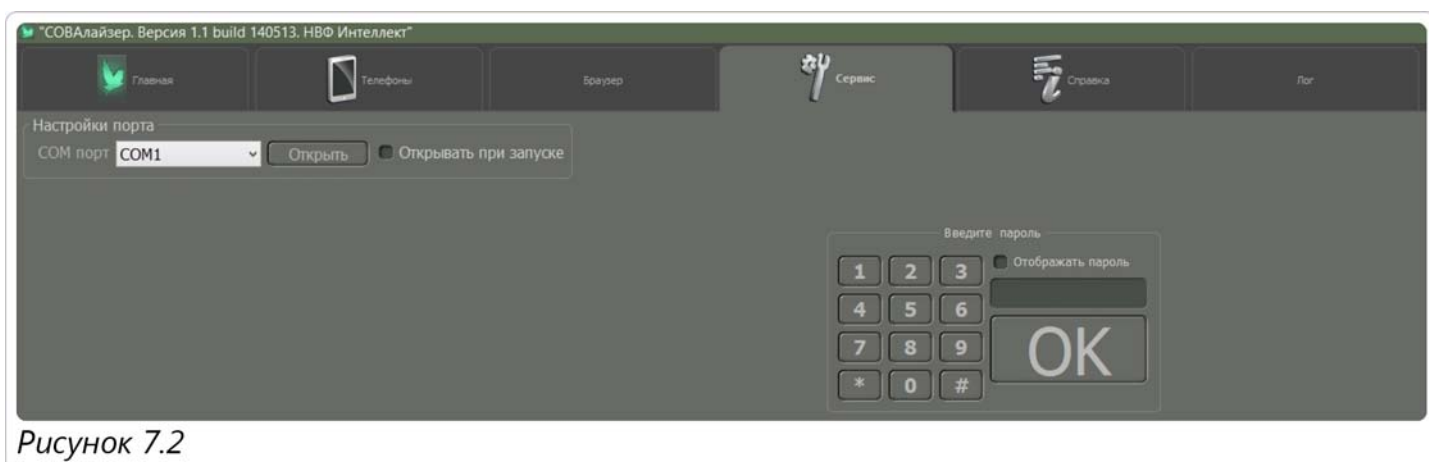 "СОВАлайзер. Версия 1.1 build 140513. НВФ Интеллект"
Главная Телефоны Браузер Сервис Справка Лог
Настройки порта
COM порт COM1 Открыть Открывать при запуске
Введите пароль
1 2 3 Отображать пароль
4 5 6
7 8 9 OK
* 0 #
Рисунок 7.2